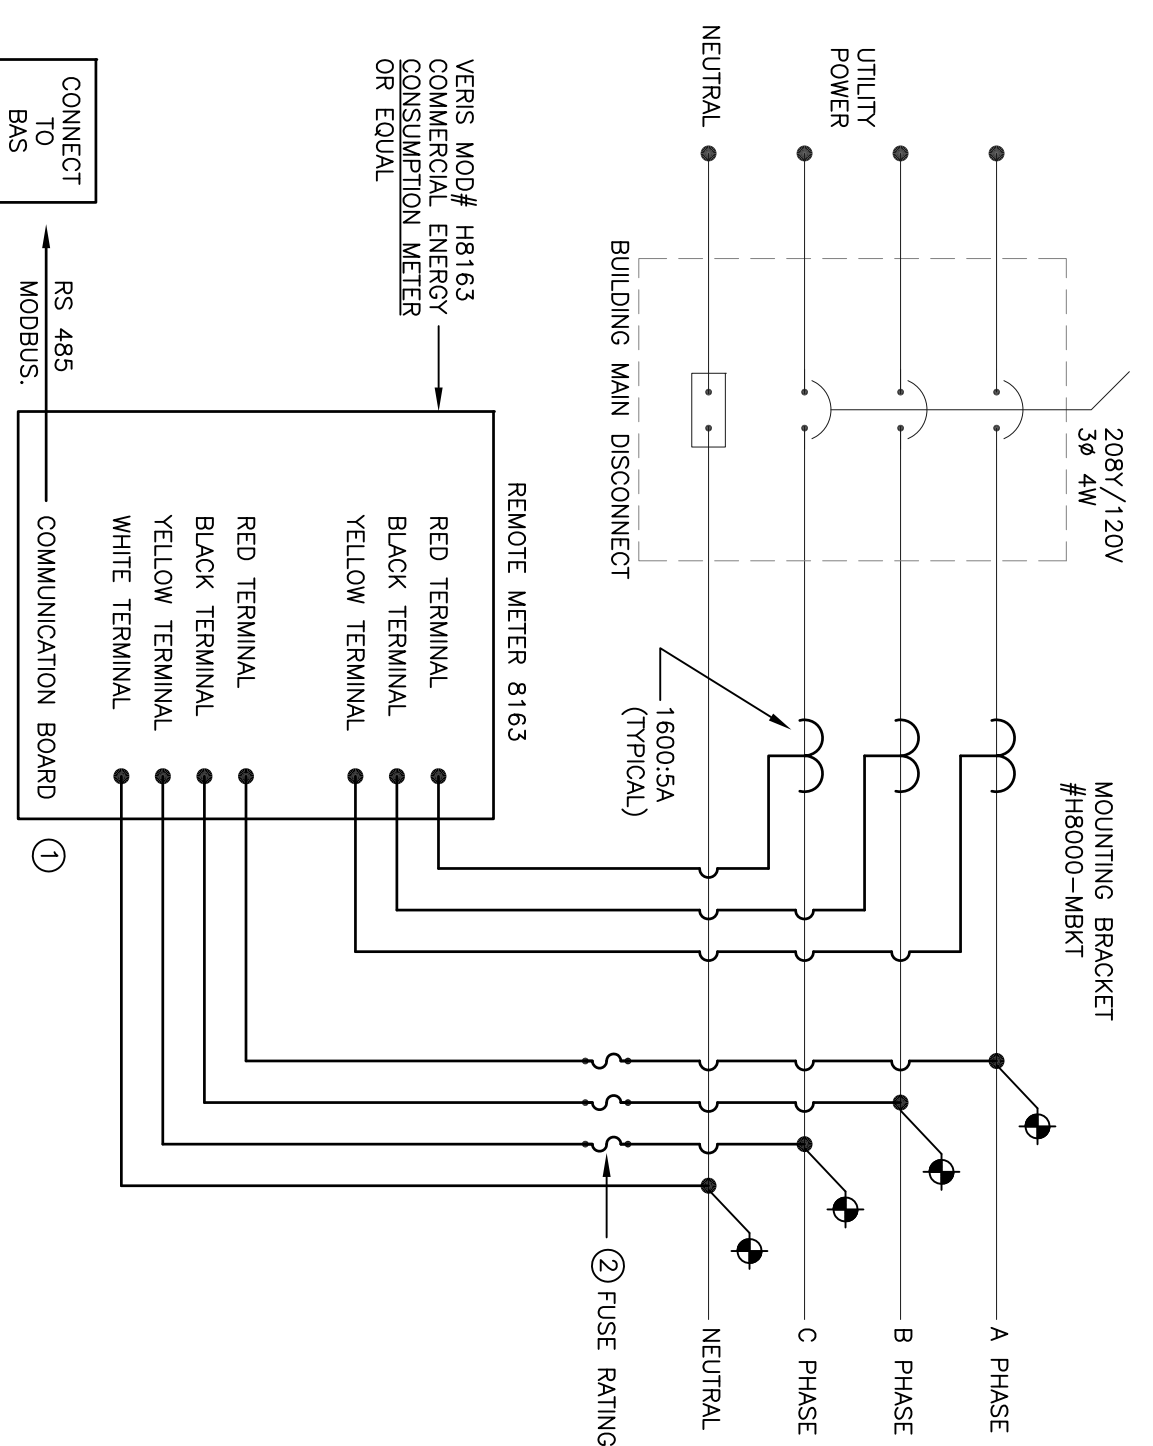 208Y/120V
3ø 4W
MOUNTING BRACKET
#H8000-MBKT
A PHASE
B PHASE
C PHASE
NEUTRAL
UTILITY
POWER
NEUTRAL
BUILDING MAIN DISCONNECT
1600:5A
(TYPICAL)
2 FUSE RATING
REMOTE METER 8163
VERIS MOD# H8163
COMMERCIAL ENERGY
CONSUMPTION METER
OR EQUAL
RED TERMINAL
BLACK TERMINAL
YELLOW TERMINAL
RED TERMINAL
BLACK TERMINAL
YELLOW TERMINAL
WHITE TERMINAL
COMMUNICATION BOARD
1
RS 485
MODBUS.
CONNECT
TO
BAS